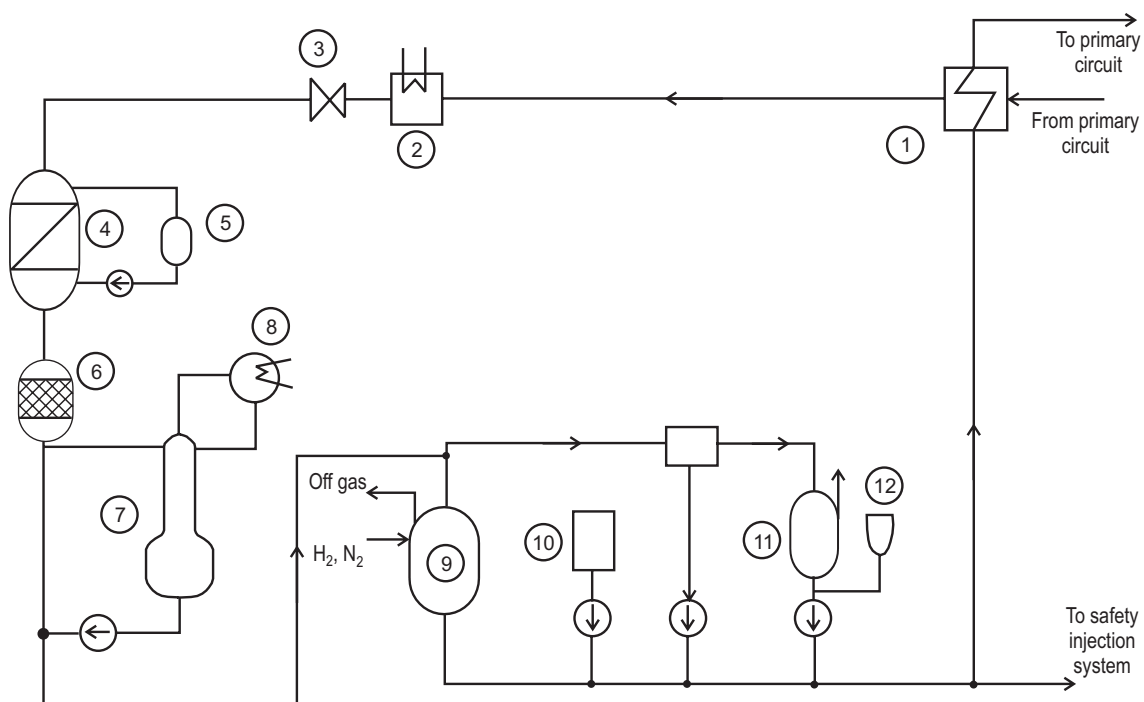 To primary
circuit
3
From primary
circuit
1
2
4
5
8
6
Off gas
12
7
H₂, N₂
9
10
11
To safety
injection
system